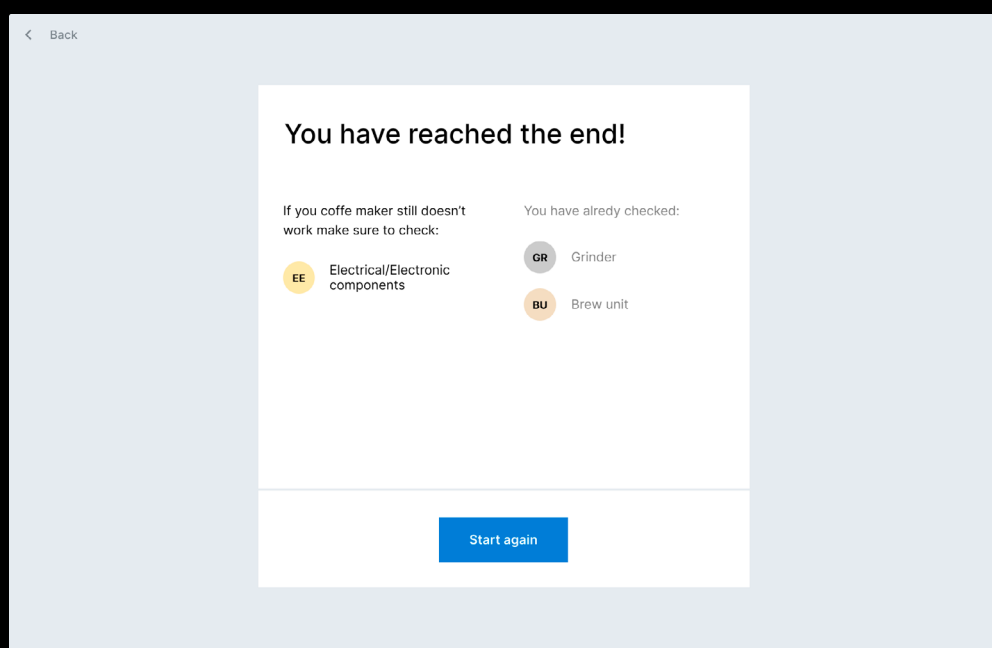 Back
You have reached the end!
If you coffe maker still doesn't
work make sure to check:
EE
Electrical/Electronic
components
You have alredy checked:
GR
Grinder
BU
Brew unit
Start again